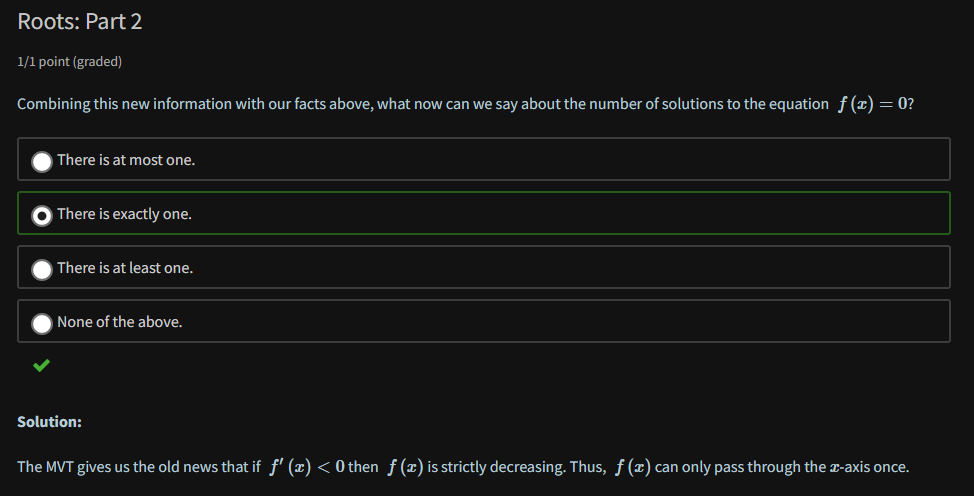 Roots: Part 2
1/1 point (graded)
Combining this new information with our facts above, what now can we say about the number of solutions to the equation f (x) = 0?
There is at most one.
There is exactly one.
There is at least one.
None of the above.
Solution:
The MVT gives us the old news that if f' (x) < 0 then f (x) is strictly decreasing. Thus, f (x) can only pass through the x-axis once.